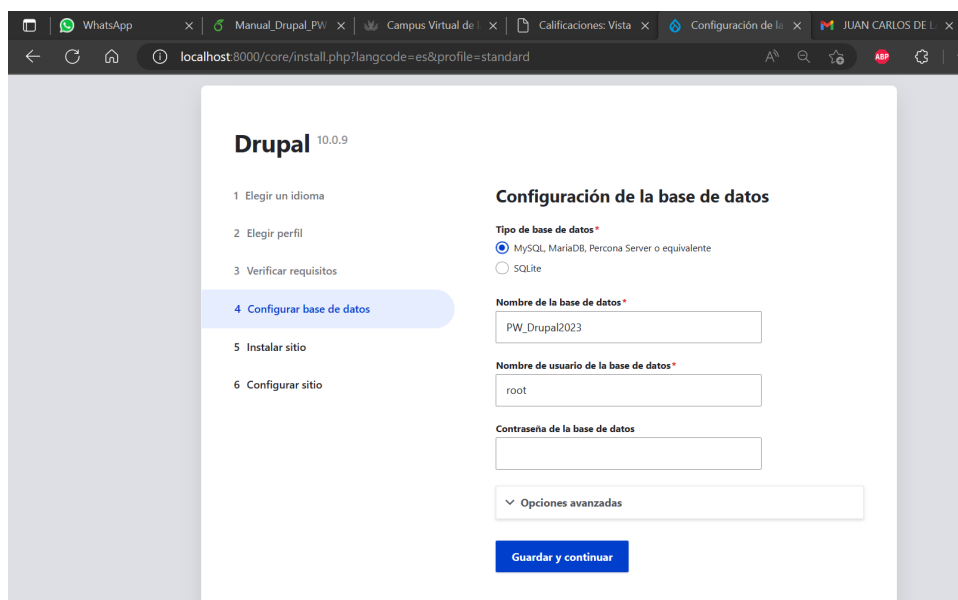 WhatsApp
Manual_Drupal_PW
Campus Virtual de l
Calificaciones: Vista
Configuración de la
JUAN CARLOS DE L
localhost:8000/core/install.php?langcode=es&profile=standard
ABP
Drupal 10.0.9
1 Elegir un idioma
2 Elegir perfil
3 Verificar requisitos
4 Configurar base de datos
5 Instalar sitio
6 Configurar sitio
Configuración de la base de datos
Tipo de base de datos*
MySQL, MariaDB, Percona Server o equivalente
SQLite
Nombre de la base de datos*
PW_Drupal2023
Nombre de usuario de la base de datos*
root
Contraseña de la base de datos
Opciones avanzadas
Guardar y continuar